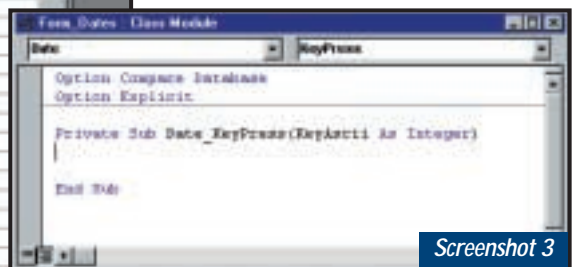 Form_Dates : Class Module
Date KeyPress
Option Compare Database
Option Explicit
Private Sub Date_KeyPress(KeyAscii As Integer)
End Sub
Screenshot 3